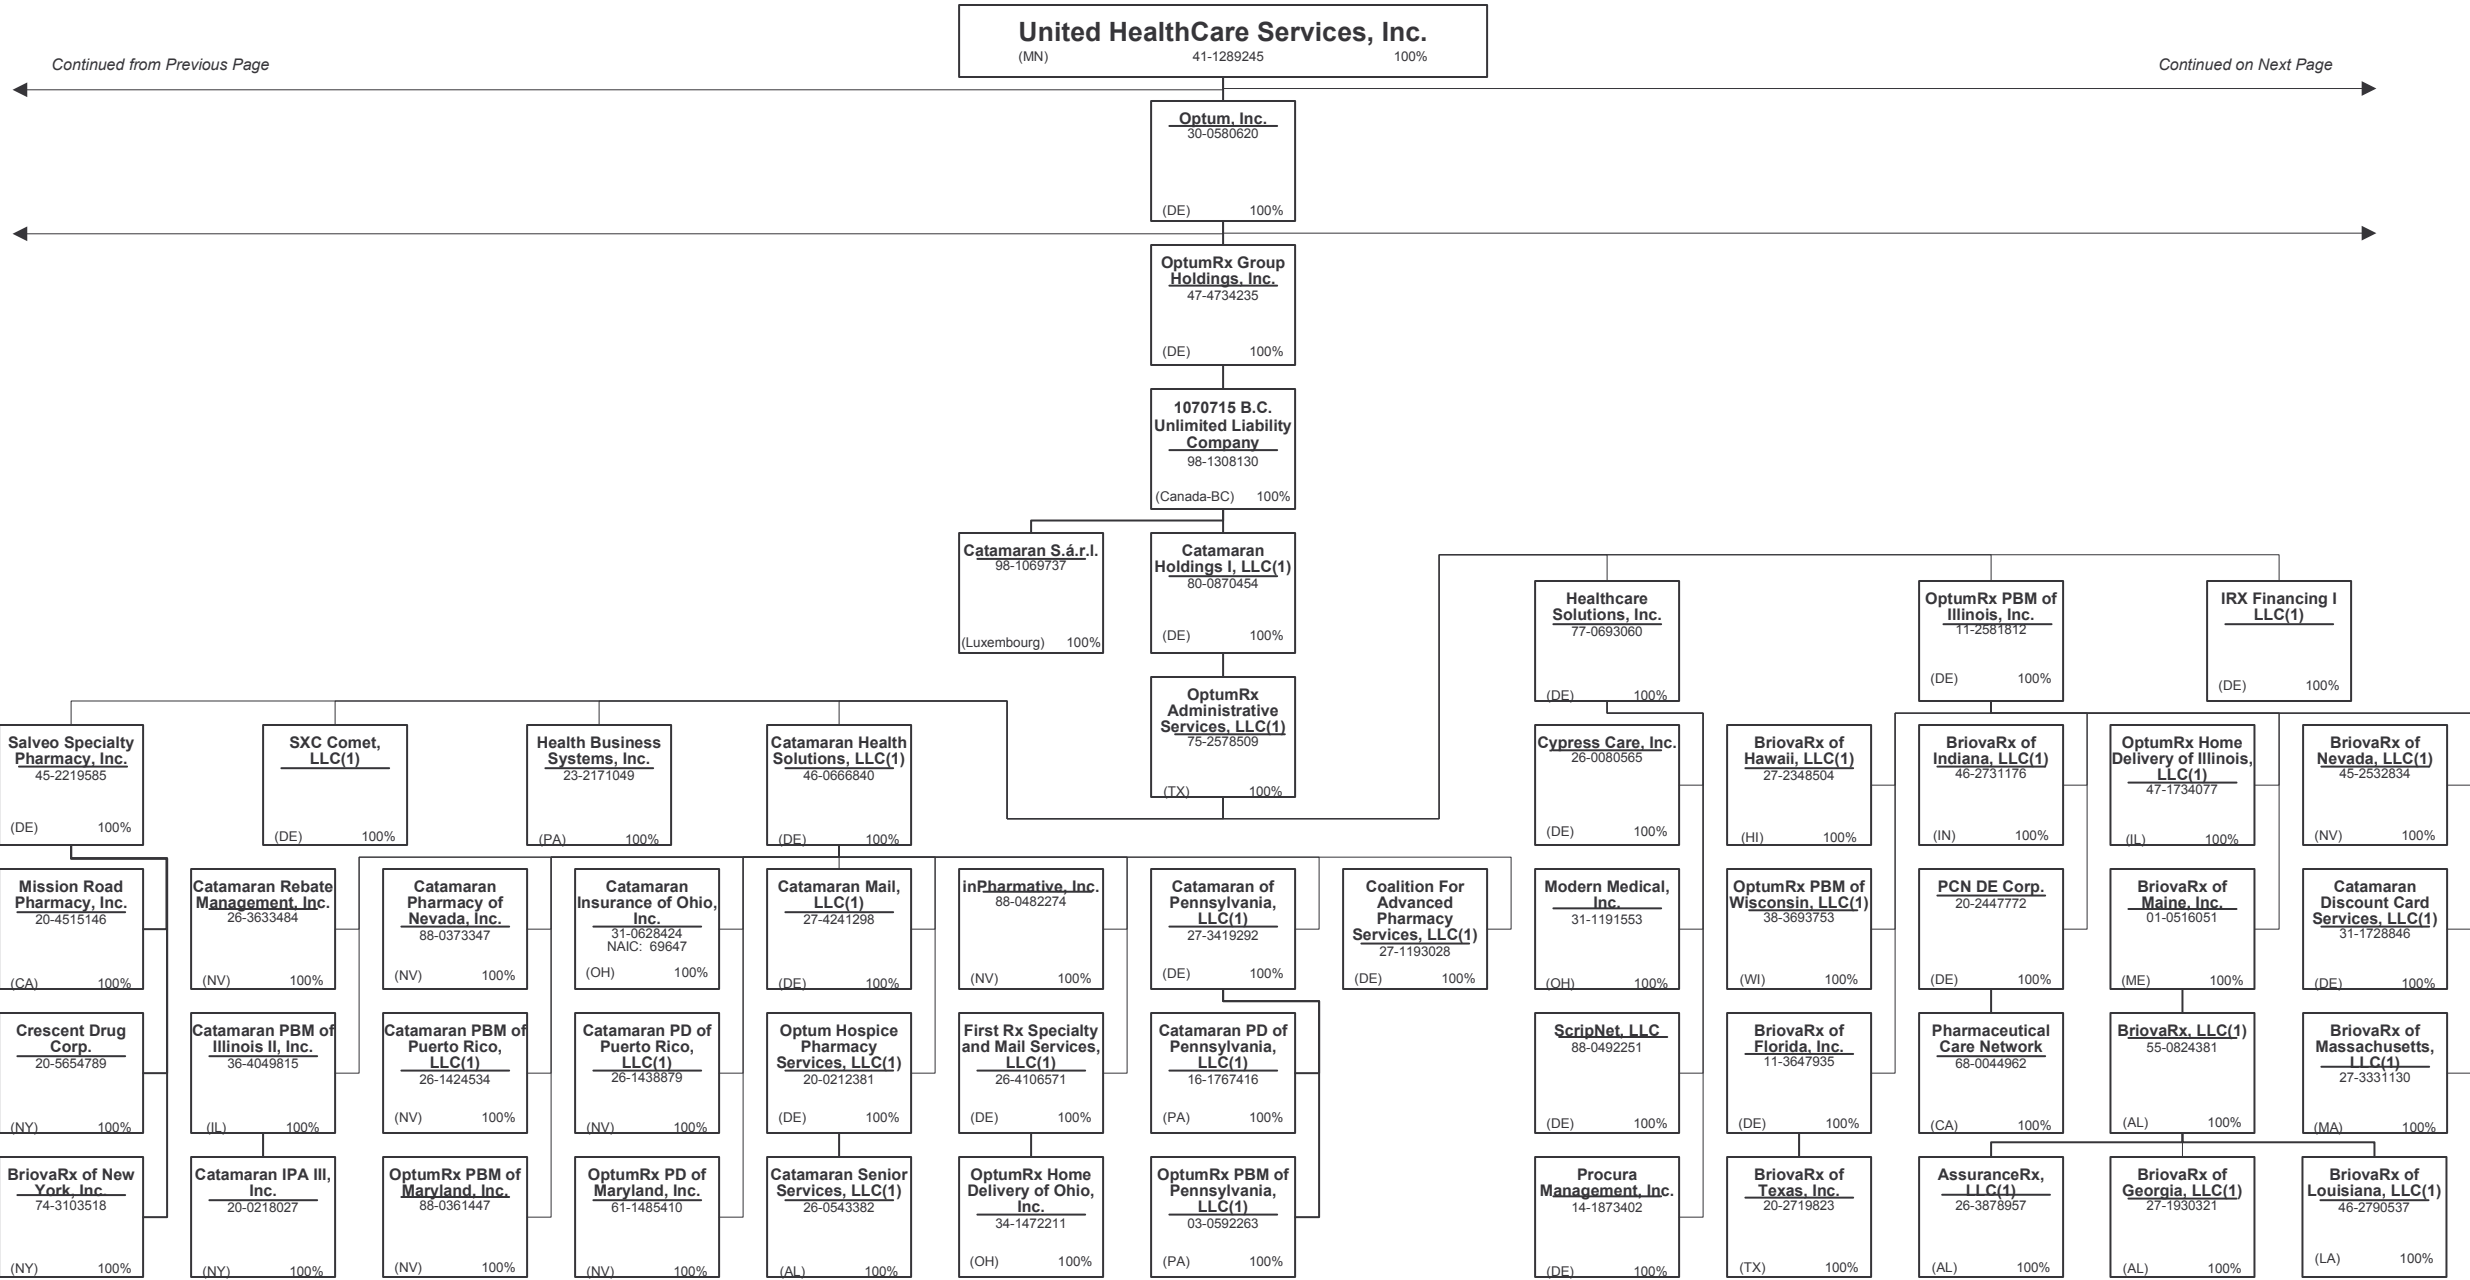 United HealthCare Services, Inc.
(MN) 41-1289245 100%
Continued from Previous Page
Continued on Next Page
Optum, Inc.
30-0580620
(DE) 100%
OptumRx Group
Holdings, Inc.
47-4734235
(DE) 100%
1070715 B.C.
Unlimited Liability
Company
98-1308130
(Canada-BC) 100%
Catamaran S.á.r.l.
98-1069737
(Luxembourg) 100%
Catamaran
Holdings I, LLC(1)
80-0870454
(DE) 100%
Healthcare
Solutions, Inc.
77-0693060
(DE) 100%
OptumRx PBM of
Illinois, Inc.
11-2581812
(DE) 100%
IRX Financing I
LLC(1)
(DE) 100%
OptumRx
Administrative
Services, LLC(1)
75-2578509
(TX) 100%
Salveo Specialty
Pharmacy, Inc.
45-2219585
(DE) 100%
SXC Comet,
LLC(1)
(DE) 100%
Health Business
Systems, Inc.
23-2171049
(PA) 100%
Catamaran Health
Solutions, LLC(1)
46-0666840
(DE) 100%
Cypress Care, Inc.
26-0080565
(DE) 100%
BriovaRx of
Hawaii, LLC(1)
27-2348504
(HI) 100%
BriovaRx of
Indiana, LLC(1)
46-2731176
(IN) 100%
OptumRx Home
Delivery of Illinois,
LLC(1)
47-1734077
(IL) 100%
BriovaRx of
Nevada, LLC(1)
45-2532834
(NV) 100%
Mission Road
Pharmacy, Inc.
20-4515146
(CA) 100%
Catamaran Rebate
Management, Inc.
26-3633484
(NV) 100%
Catamaran
Pharmacy of
Nevada, Inc.
88-0373347
(NV) 100%
Catamaran
Insurance of Ohio,
Inc.
31-0628424
NAIC: 69647
(OH) 100%
Catamaran Mail,
LLC(1)
27-4241298
(DE) 100%
inPharmative, Inc.
88-0482274
(NV) 100%
Catamaran of
Pennsylvania,
LLC(1)
27-3419292
(DE) 100%
Coalition For
Advanced
Pharmacy
Services, LLC(1)
27-1193028
(DE) 100%
Modern Medical,
Inc.
31-1191553
(OH) 100%
OptumRx PBM of
Wisconsin, LLC(1)
38-3693753
(WI) 100%
PCN DE Corp.
20-2447772
(DE) 100%
BriovaRx of
Maine, Inc.
01-0516051
(ME) 100%
Catamaran
Discount Card
Services, LLC(1)
31-1728846
(DE) 100%
Crescent Drug
Corp.
20-5654789
(NY) 100%
Catamaran PBM of
Illinois II, Inc.
36-4049815
(IL) 100%
Catamaran PBM of
Puerto Rico,
LLC(1)
26-1424534
(NV) 100%
Catamaran PD of
Puerto Rico,
LLC(1)
26-1438879
(NV) 100%
Optum Hospice
Pharmacy
Services, LLC(1)
20-0212381
(DE) 100%
First Rx Specialty
and Mail Services,
LLC(1)
26-4106571
(DE) 100%
Catamaran PD of
Pennsylvania,
LLC(1)
16-1767416
(PA) 100%
ScripNet, LLC
88-0492251
(DE) 100%
BriovaRx of
Florida, Inc.
11-3647935
(DE) 100%
Pharmaceutical
Care Network
68-0044962
(CA) 100%
BriovaRx, LLC(1)
55-0824381
(AL) 100%
BriovaRx of
Massachusetts,
LLC(1)
27-3331130
(MA) 100%
BriovaRx of New
York, Inc.
74-3103518
(NY) 100%
Catamaran IPA III,
Inc.
20-0218027
(NY) 100%
OptumRx PBM of
Maryland, Inc.
88-0361447
(NV) 100%
OptumRx PD of
Maryland, Inc.
61-1485410
(NV) 100%
Catamaran Senior
Services, LLC(1)
26-0543382
(AL) 100%
OptumRx Home
Delivery of Ohio,
Inc.
34-1472211
(OH) 100%
OptumRx PBM of
Pennsylvania,
LLC(1)
03-0592263
(PA) 100%
Procura
Management, Inc.
14-1873402
(DE) 100%
BriovaRx of
Texas, Inc.
20-2719823
(TX) 100%
AssuranceRx,
LLC(1)
26-3878957
(AL) 100%
BriovaRx of
Georgia, LLC(1)
27-1930321
(AL) 100%
BriovaRx of
Louisiana, LLC(1)
46-2790537
(LA) 100%